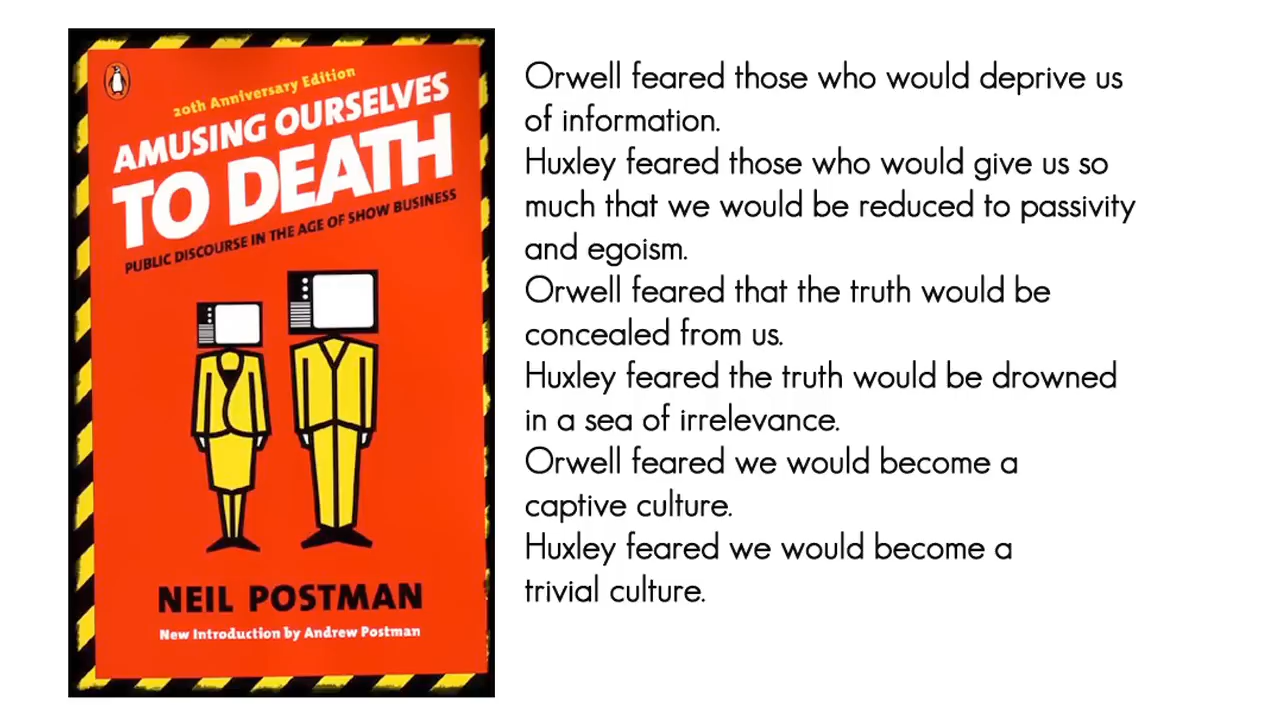 20th Anniversary Edition
AMUSING OURSELVES
TO DEATH
PUBLIC DISCOURSE IN THE AGE OF SHOW BUSINESS
NEIL POSTMAN
New Introduction by Andrew Postman
Orwell feared those who would deprive us
of information.
Huxley feared those who would give us so
much that we would be reduced to passivity
and egoism.
Orwell feared that the truth would be
concealed from us.
Huxley feared the truth would be drowned
in a sea of irrelevance.
Orwell feared we would become a
captive culture.
Huxley feared we would become a
trivial culture.